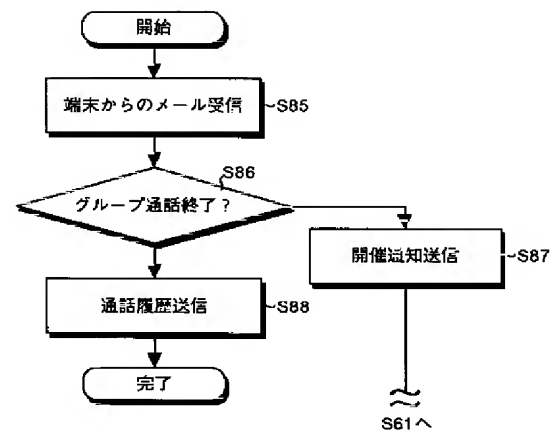 開始
端末からのメール受信
S85
S86
グループ通話終了？
開催通知送信
S87
通話履歴送信
S88
完了
S61へ